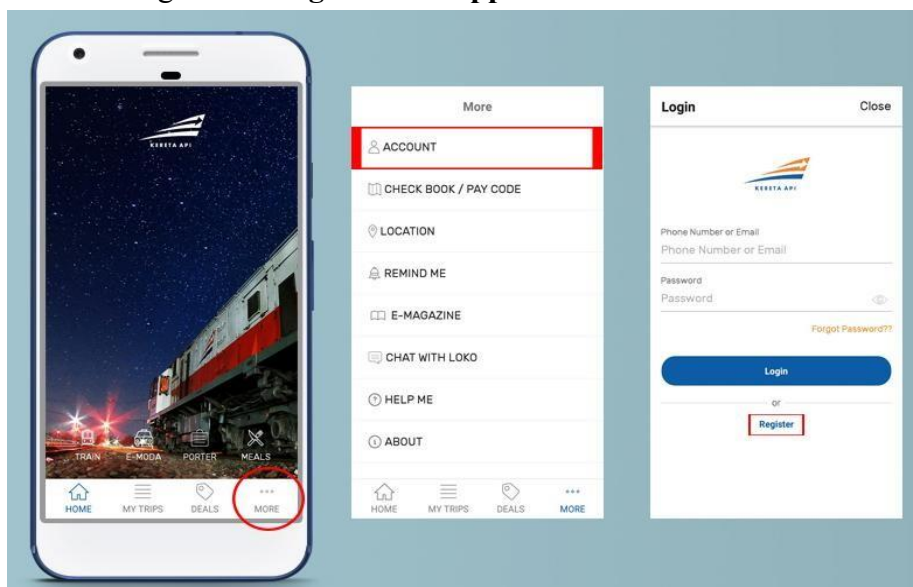 KERETA API
TRAIN
E-MODA
PORTER
MEALS
HOME
MY TRIPS
DEALS
MORE
More
ACCOUNT
CHECK BOOK / PAY CODE
LOCATION
REMIND ME
E-MAGAZINE
CHAT WITH LOKO
HELP ME
ABOUT
HOME
MY TRIPS
DEALS
MORE
Login
Close
KERETA API
Phone Number or Email
Phone Number or Email
Password
Password
Forgot Password??
Login
or
Register